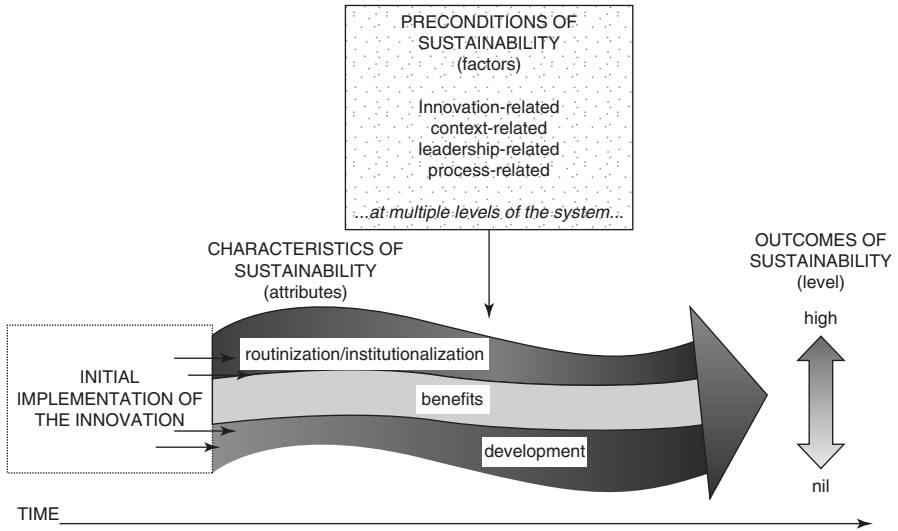 PRECONDITIONS OF
SUSTAINABILITY
(factors)
Innovation-related
context-related
leadership-related
process-related
...at multiple levels of the system...
CHARACTERISTICS OF
SUSTAINABILITY
(attributes)
OUTCOMES OF
SUSTAINABILITY
(level)
high
routinization/institutionalization
INITIAL
IMPLEMENTATION OF
THE INNOVATION
benefits
development
nil
TIME